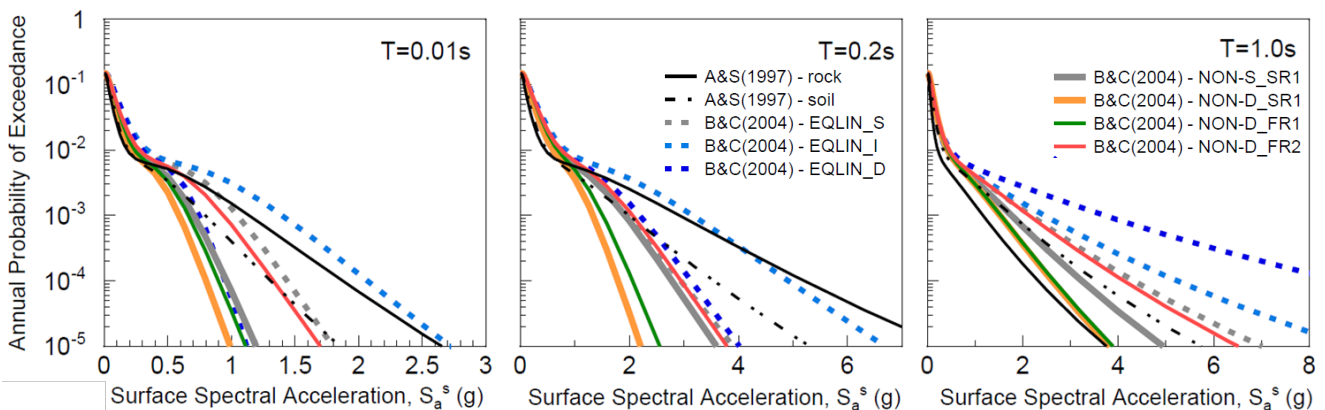 Annual Probability of Exceedance
1
10-1
10-2
10-3
10-4
10-5
T=0.01s
0 0.5 1 1.5 2 2.5 3
Surface Spectral Acceleration, Sas (g)
T=0.2s
A&S(1997) - rock
A&S(1997) - soil
B&C(2004) - EQLIN_S
B&C(2004) - EQLIN_I
B&C(2004) - EQLIN_D
0 2 4 6
Surface Spectral Acceleration, Sas (g)
T=1.0s
B&C(2004) - NON-S_SR1
B&C(2004) - NON-D_SR1
B&C(2004) - NON-D_FR1
B&C(2004) - NON-D_FR2
0 2 4 6 8
Surface Spectral Acceleration, Sas (g)